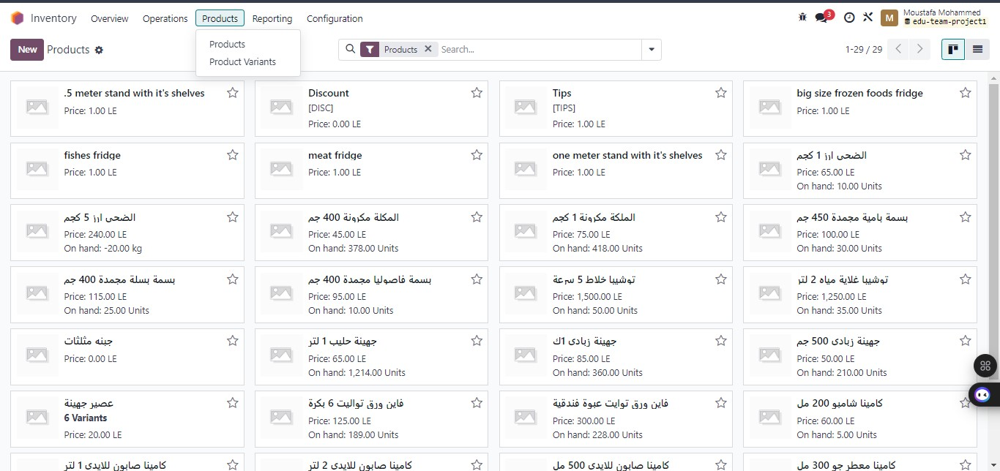 Inventory
Overview
Operations
Products
Reporting
Configuration
3
M
Moustafa Mohammed
edu-team-project1
New
Products
Products
Product Variants
Products
Search...
1-29 / 29
.5 meter stand with it's shelves
Price: 1.00 LE
Discount
[DISC]
Price: 0.00 LE
Tips
[TIPS]
Price: 1.00 LE
big size frozen foods fridge
Price: 1.00 LE
fishes fridge
Price: 1.00 LE
meat fridge
Price: 1.00 LE
one meter stand with it's shelves
Price: 1.00 LE
الضحى ارز 1 كجم
Price: 65.00 LE
On hand: 10.00 Units
الضحى ارز 5 كجم
Price: 240.00 LE
On hand: -20.00 kg
المكلة مكرونة 400 جم
Price: 45.00 LE
On hand: 378.00 Units
الملكة مكرونة 1 كجم
Price: 75.00 LE
On hand: 418.00 Units
بسمة بامية مجمدة 450 جم
Price: 100.00 LE
On hand: 30.00 Units
بسمة بسلة مجمدة 400 جم
Price: 115.00 LE
On hand: 25.00 Units
بسمة فاصوليا مجمدة 400 جم
Price: 95.00 LE
On hand: 10.00 Units
توشيبا خلاط 5 سرعة
Price: 1,500.00 LE
On hand: 50.00 Units
توشيبا غلاية مياه 2 لتر
Price: 1,250.00 LE
On hand: 35.00 Units
جبنه مثلثات
Price: 0.00 LE
جهينة حليب 1 لتر
Price: 65.00 LE
On hand: 1,214.00 Units
جهينة زبادى 1ك
Price: 85.00 LE
On hand: 360.00 Units
جهينة زبادى 500 جم
Price: 50.00 LE
On hand: 210.00 Units
عصير جهينة
6 Variants
Price: 20.00 LE
فاين ورق تواليت 6 بكرة
Price: 125.00 LE
On hand: 189.00 Units
فاين ورق توايت عبوة فندقية
Price: 300.00 LE
On hand: 228.00 Units
كامينا شامبو 200 مل
Price: 60.00 LE
On hand: 5.00 Units
كامينا صابون للايدى 1 لتر
كامينا صابون للايدى 2 لتر
كامينا صابون للايدى 500 مل
كامينا معطر جو 300 مل